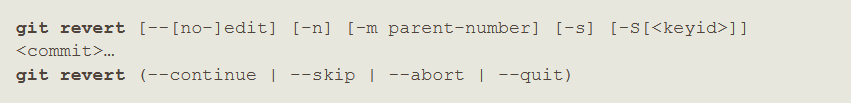 git revert [--[no-]edit] [-n] [-m parent-number] [-s] [-S[<keyid>]]
<commit>…
git revert (--continue | --skip | --abort | --quit)